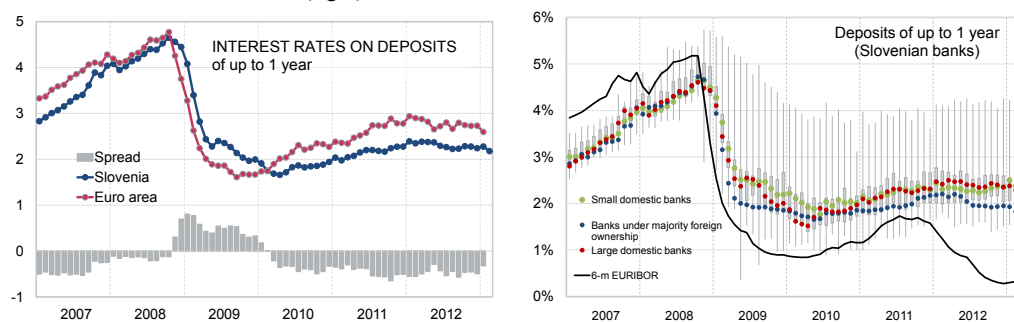 INTEREST RATES ON DEPOSITS
of up to 1 year
5
4
3
2
1
0
-1
Spread
Slovenia
Euro area
2007 2008 2009 2010 2011 2012
Deposits of up to 1 year
(Slovenian banks)
6%
5%
4%
3%
2%
1%
0%
Small domestic banks
Banks under majority foreign
ownership
Large domestic banks
6-m EURIBOR
2007 2008 2009 2010 2011 2012